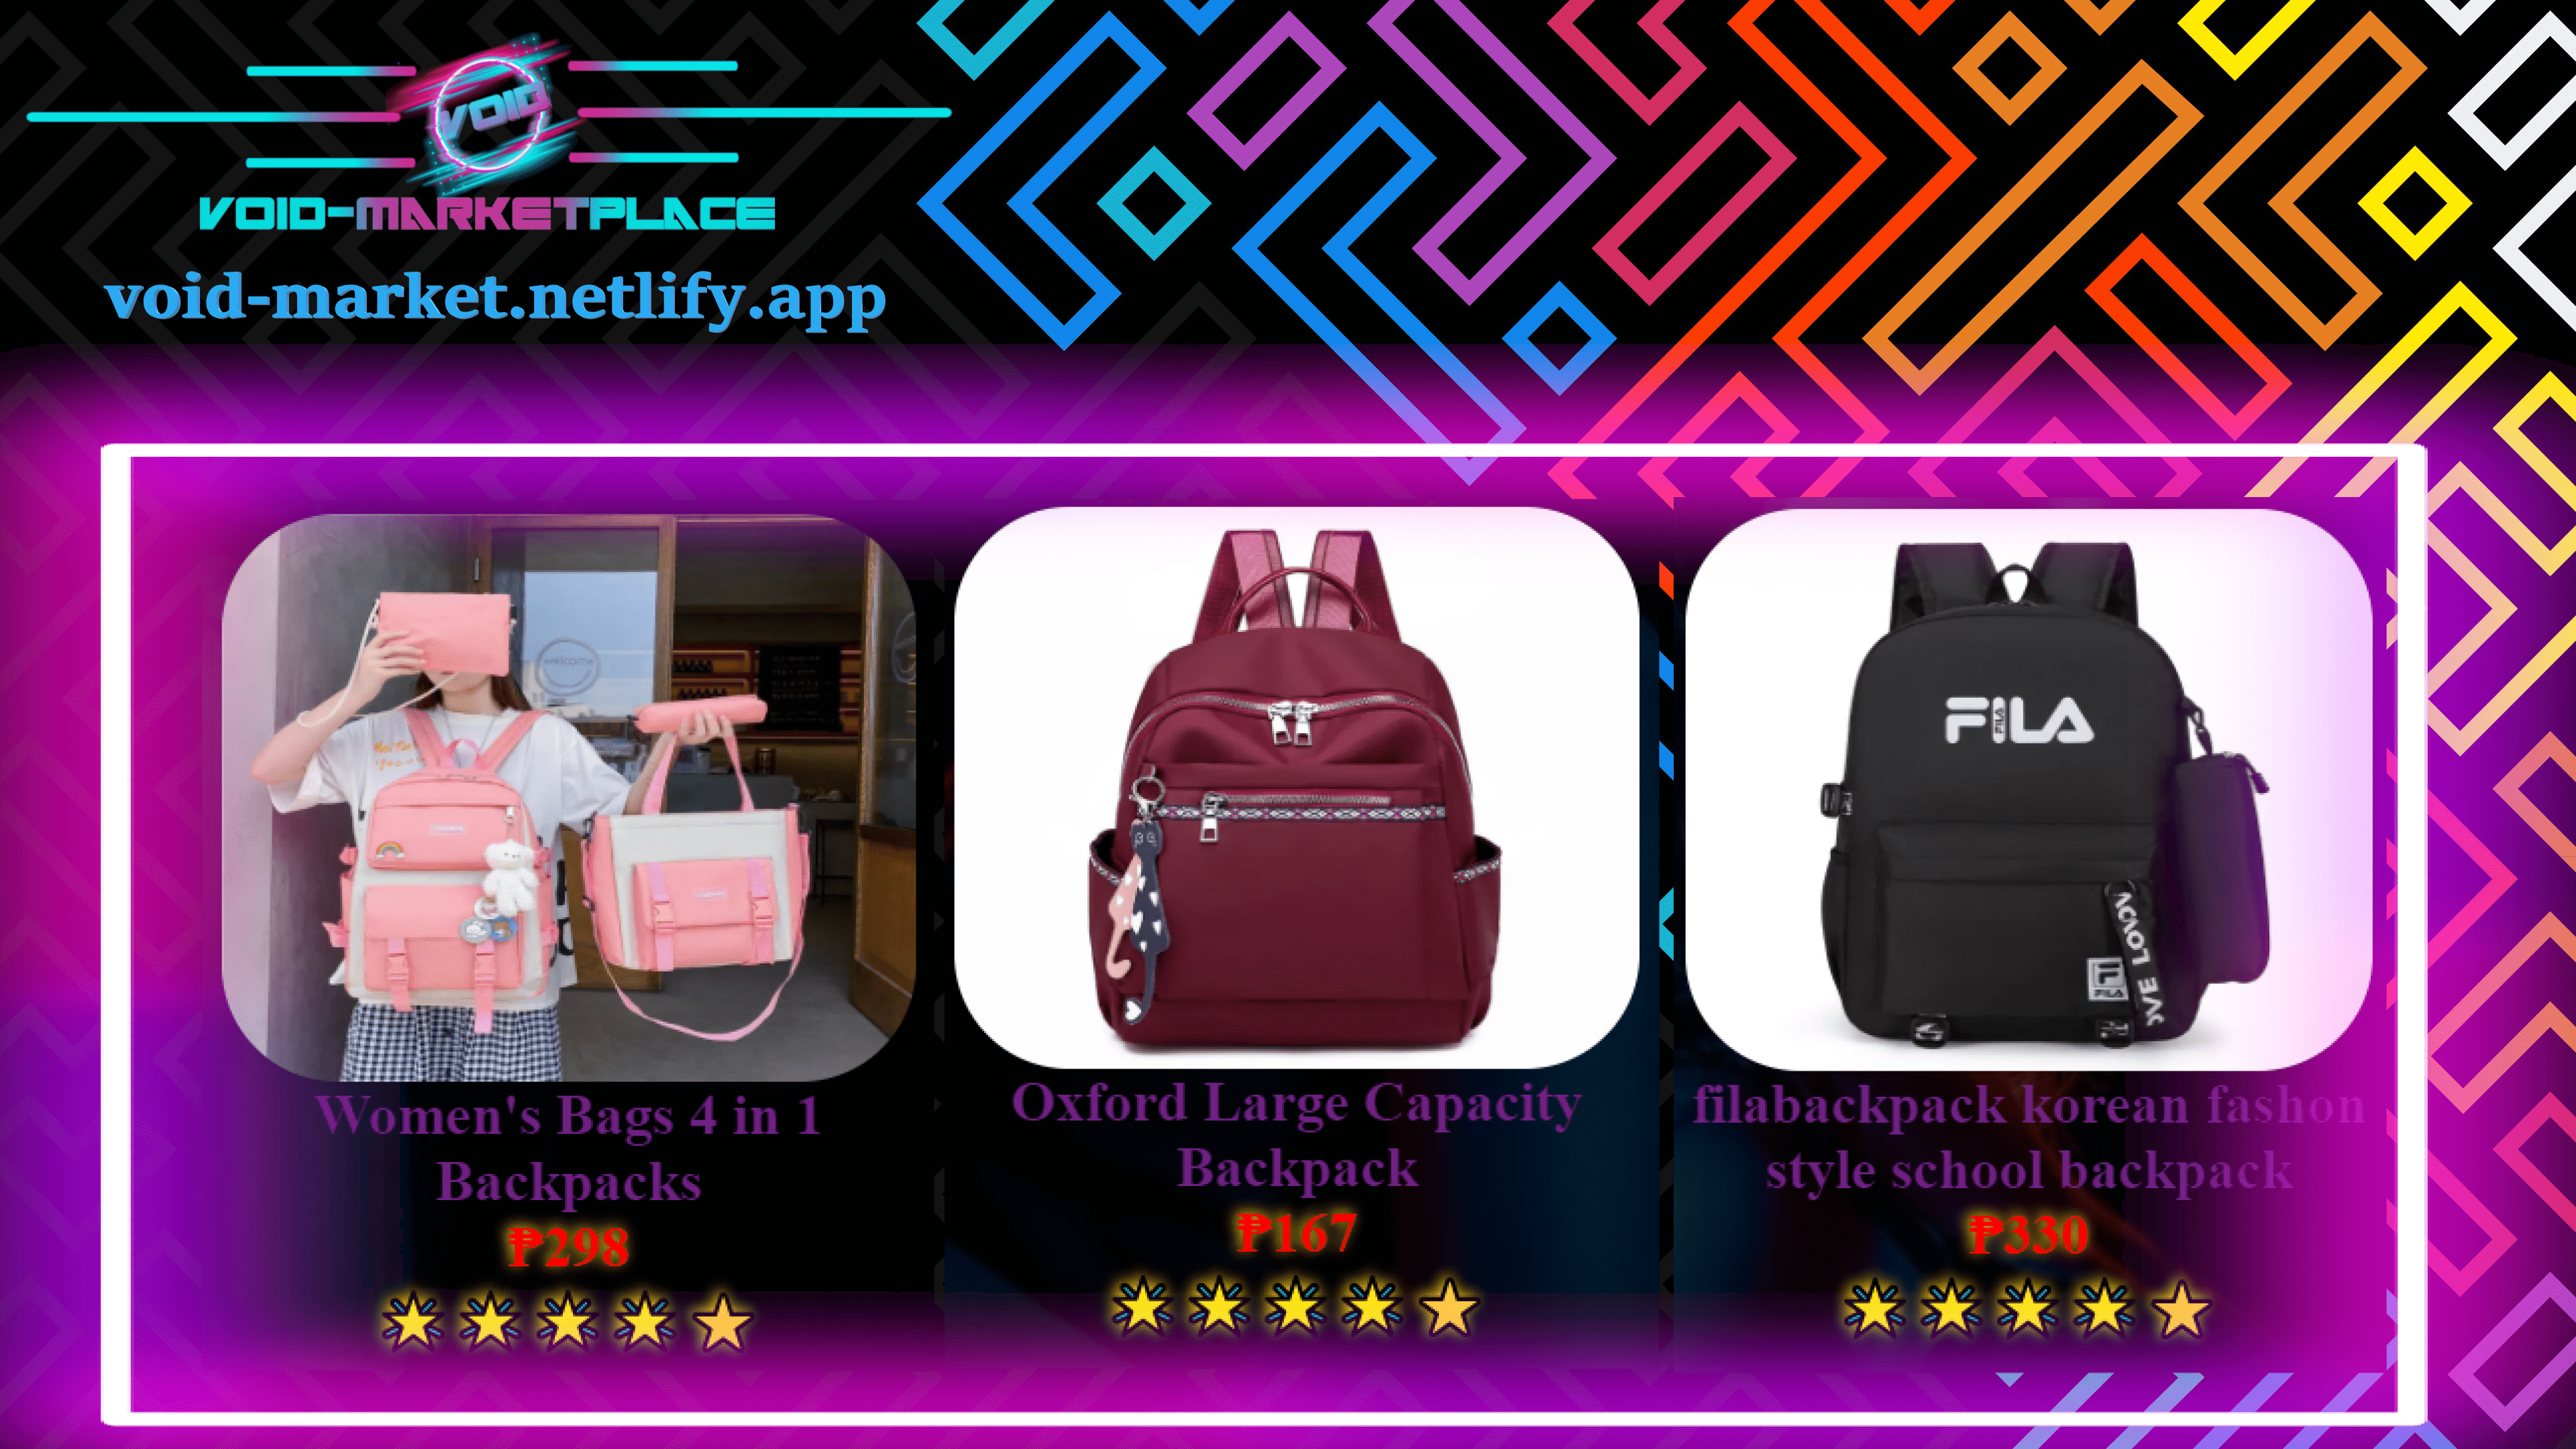 VOID
VOID-MARKETPLACE
void-market.netlify.app
welcome
FILA
FILA
Women's Bags 4 in 1
Backpacks
₱298
Oxford Large Capacity
Backpack
₱167
filabackpack korean fashon
style school backpack
₱330